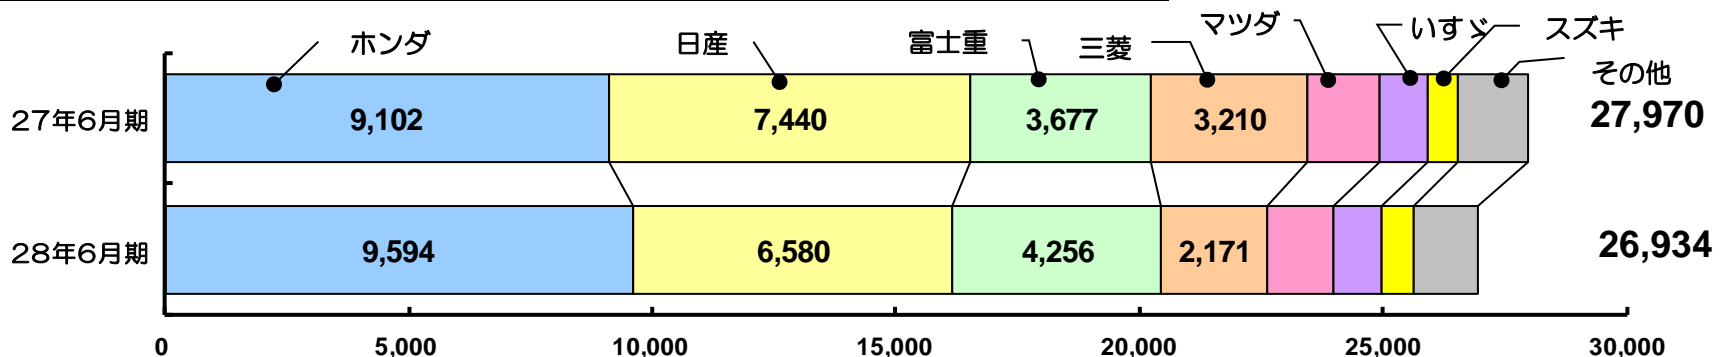 ホンダ 日産 富士重 三菱 マツダ いすゞ スズキ
その他
27年6月期 9,102 7,440 3,677 3,210 27,970
28年6月期 9,594 6,580 4,256 2,171 26,934
0 5,000 10,000 15,000 20,000 25,000 30,000